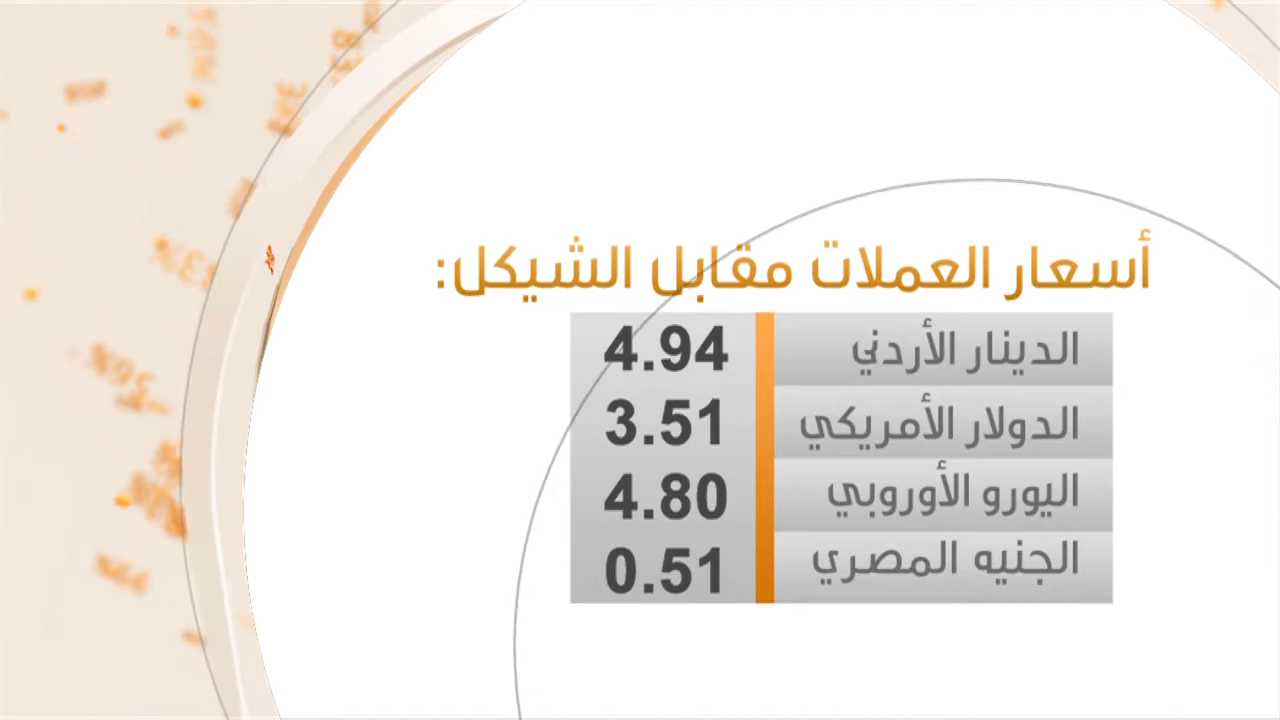 أسعار العملات مقابل الشيكل:
الدينار الأردني 4.94
الدولار الأمريكي 3.51
اليورو الأوروبي 4.80
الجنيه المصري 0.51